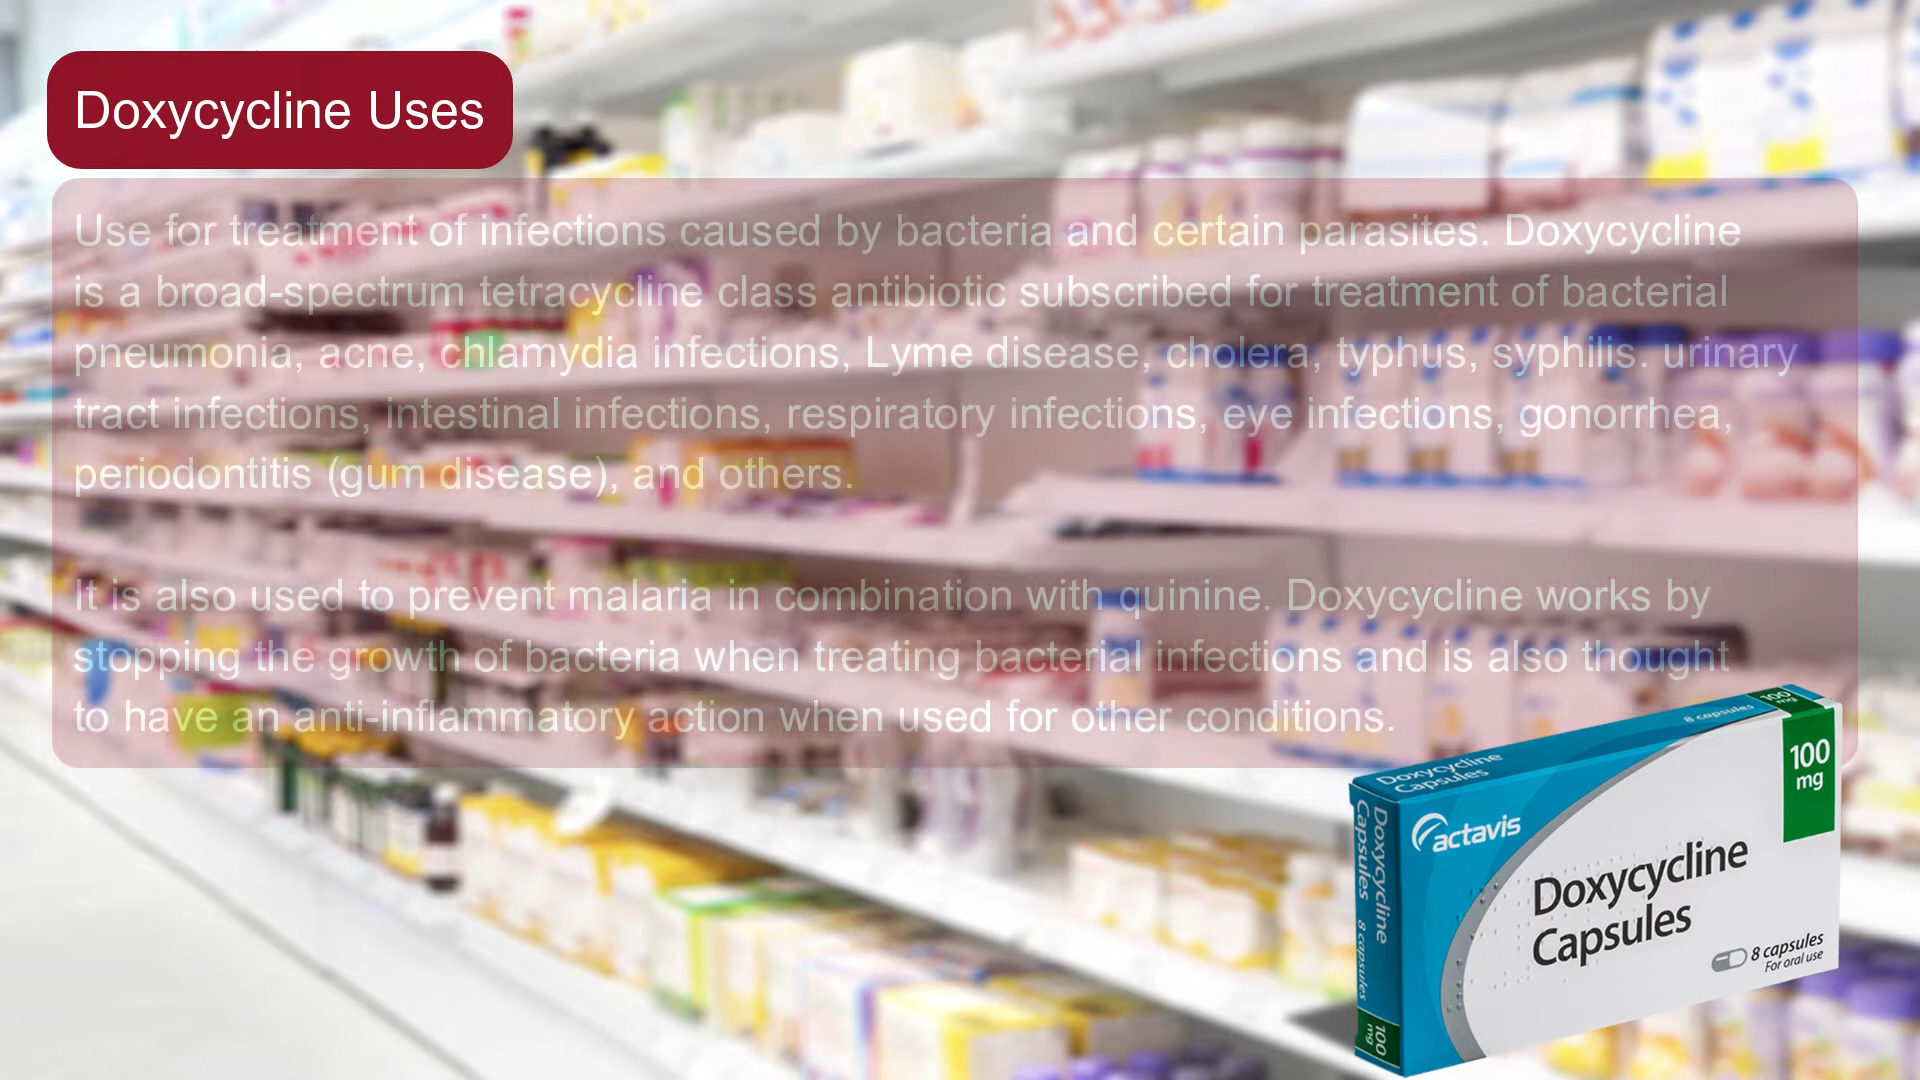 Doxycycline Uses
Use for treatment of infections caused by bacteria and certain parasites. Doxycycline
is a broad-spectrum tetracycline class antibiotic subscribed for treatment of bacterial
pneumonia, acne, chlamydia infections, Lyme disease, cholera, typhus, syphilis. urinary
tract infections, intestinal infections, respiratory infections, eye infections, gonorrhea,
periodontitis (gum disease), and others.
It is also used to prevent malaria in combination with quinine. Doxycycline works by
stopping the growth of bacteria when treating bacterial infections and is also thought
to have an anti-inflammatory action when used for other conditions.
8 capsules
100
mg
Doxycycline
Capsules
100
mg
actavis
Doxycycline
Capsules
8 capsules
For oral use
Doxycycline
Capsules
8 capsules
100
mg